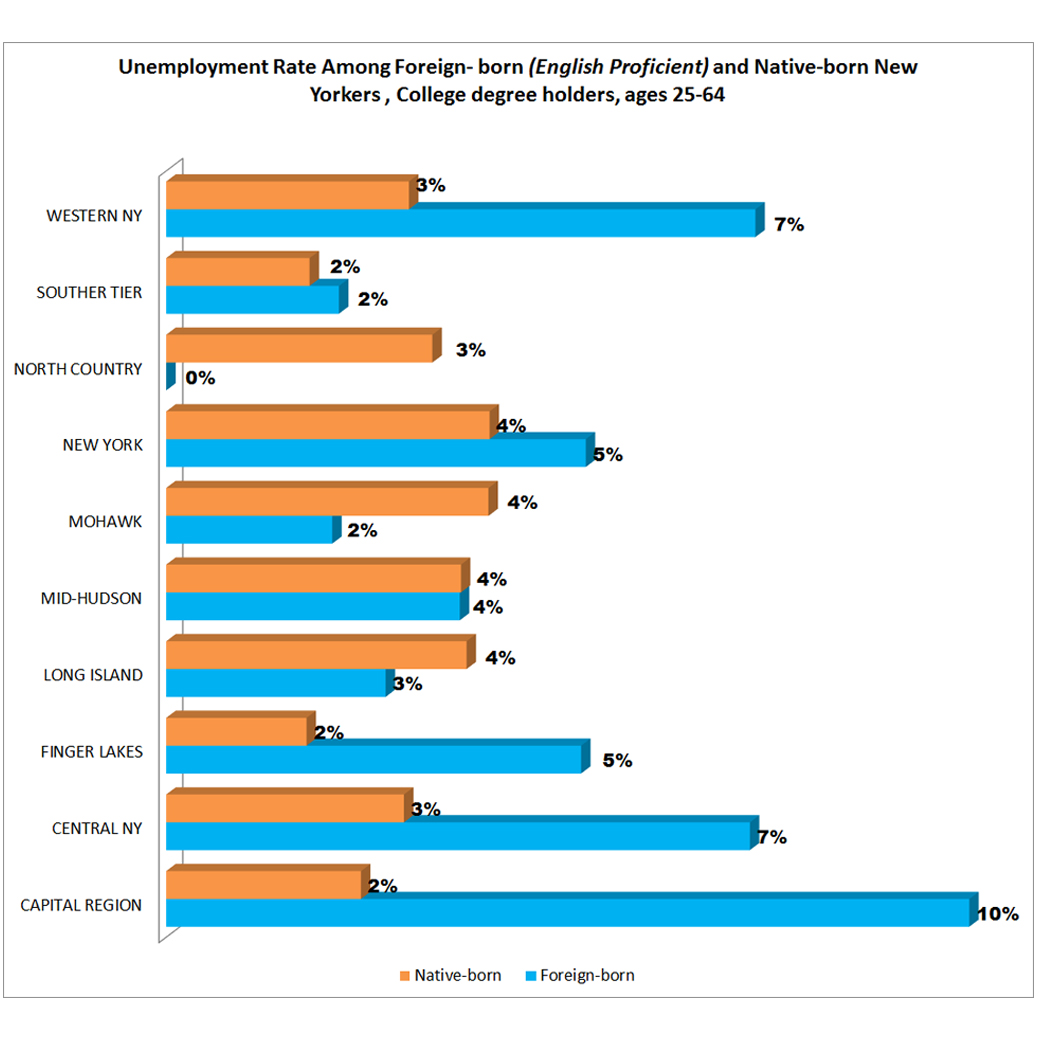 Unemployment Rate Among Foreign- born (English Proficient) and Native-born New
Yorkers , College degree holders, ages 25-64
3%
WESTERN NY
7%
2%
SOUTHER TIER
2%
3%
NORTH COUNTRY
0%
4%
NEW YORK
5%
4%
MOHAWK
2%
4%
MID-HUDSON
4%
4%
LONG ISLAND
3%
2%
FINGER LAKES
5%
3%
CENTRAL NY
7%
2%
CAPITAL REGION
10%
Native-born Foreign-born